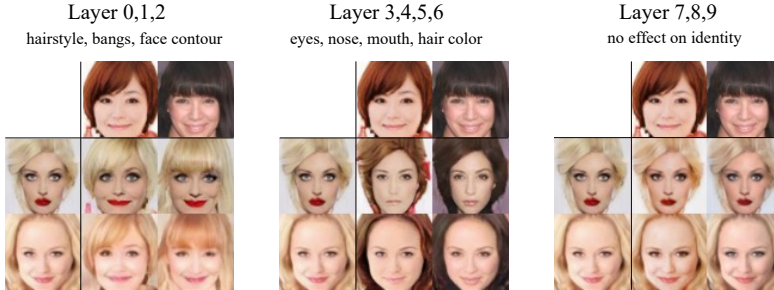 Layer 0,1,2
hairstyle, bangs, face contour
Layer 3,4,5,6
eyes, nose, mouth, hair color
Layer 7,8,9
no effect on identity